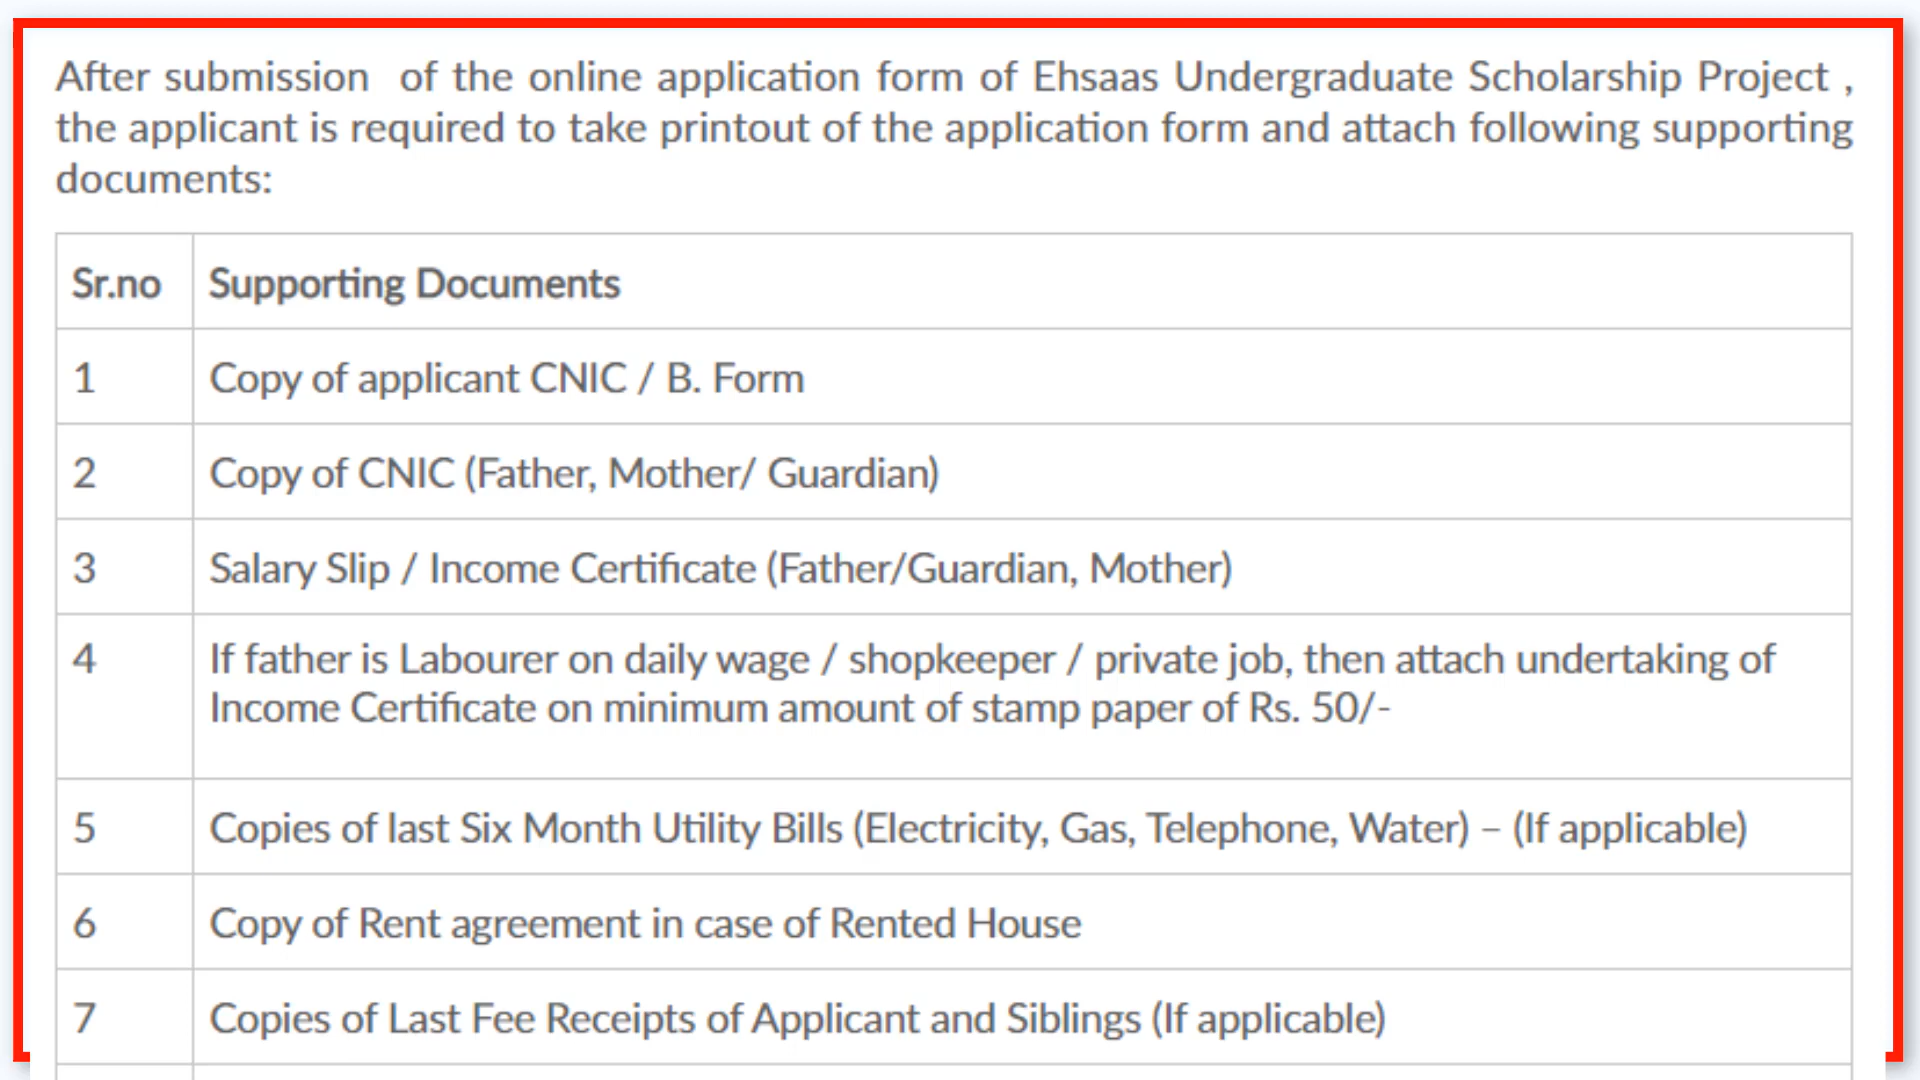 After submission  of the online application form of Ehsaas Undergraduate Scholarship Project ,
the applicant is required to take printout of the application form and attach following supporting
documents:
Sr.no Supporting Documents
1 Copy of applicant CNIC / B. Form
2 Copy of CNIC (Father, Mother/ Guardian)
3 Salary Slip / Income Certificate (Father/Guardian, Mother)
4 If father is Labourer on daily wage / shopkeeper / private job, then attach undertaking of
Income Certificate on minimum amount of stamp paper of Rs. 50/-
5 Copies of last Six Month Utility Bills (Electricity, Gas, Telephone, Water) – (If applicable)
6 Copy of Rent agreement in case of Rented House
7 Copies of Last Fee Receipts of Applicant and Siblings (If applicable)